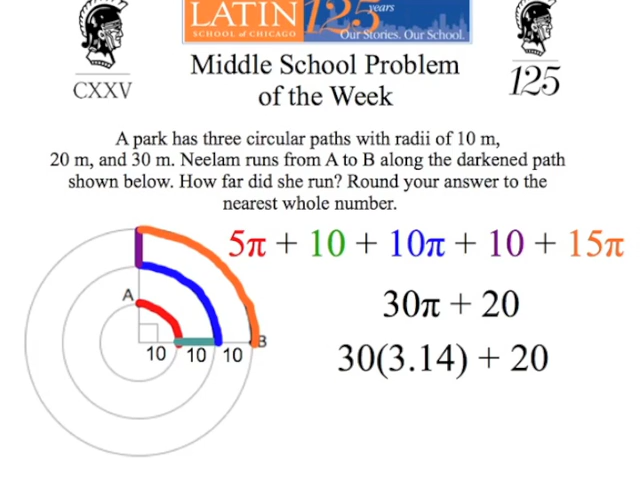 LATIN 125 years
SCHOOL of CHICAGO Our Stories. Our School.
CXXV
125
Middle School Problem
of the Week
A park has three circular paths with radii of 10 m,
20 m, and 30 m. Neelam runs from A to B along the darkened path
shown below. How far did she run? Round your answer to the
nearest whole number.
5π + 10 + 10π + 10 + 15π
30π + 20
30(3.14) + 20
A
B
10 10 10